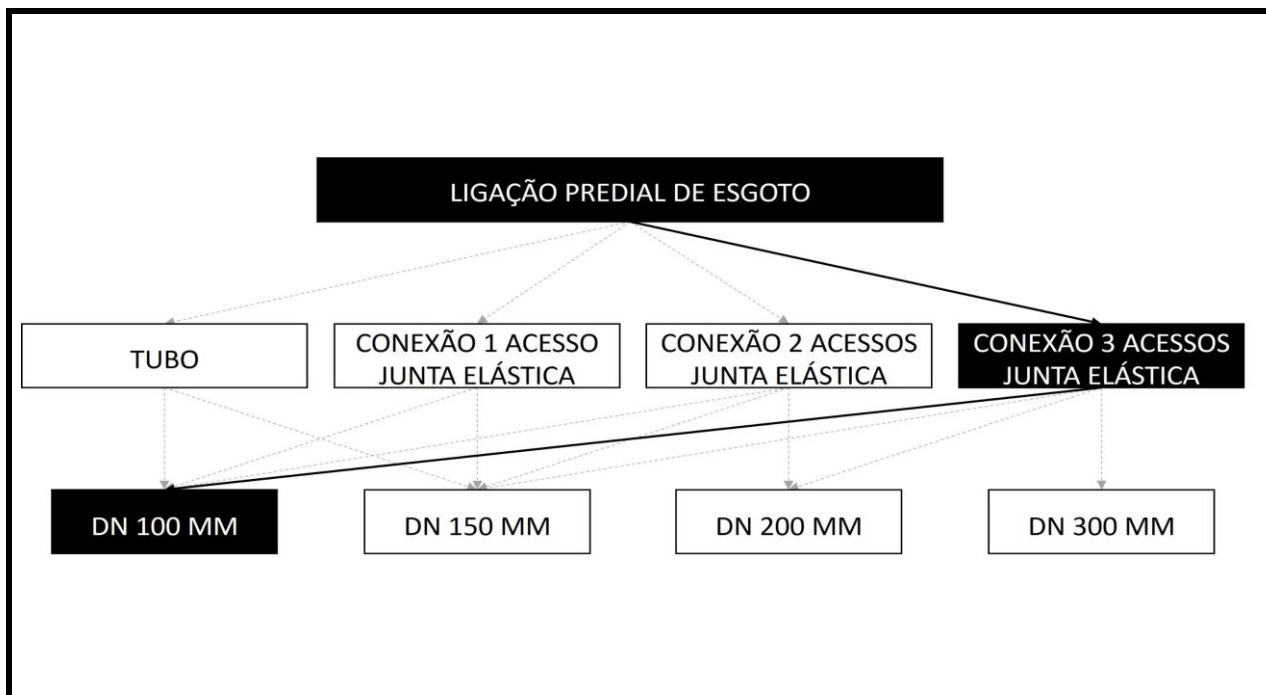 LIGAÇÃO PREDIAL DE ESGOTO
TUBO
CONEXÃO 1 ACESSO
JUNTA ELÁSTICA
CONEXÃO 2 ACESSOS
JUNTA ELÁSTICA
CONEXÃO 3 ACESSOS
JUNTA ELÁSTICA
DN 100 MM
DN 150 MM
DN 200 MM
DN 300 MM